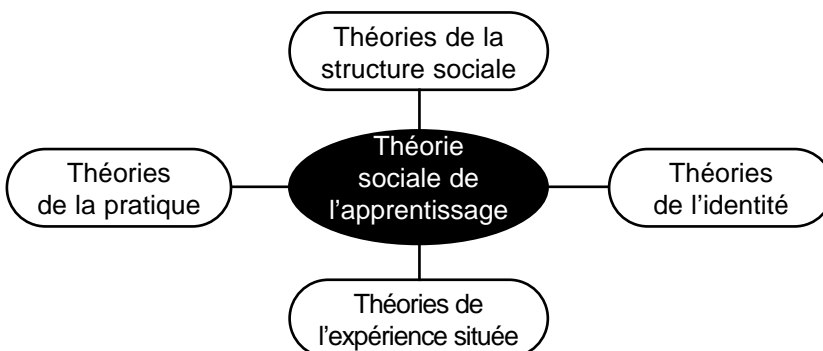 Théories de la
structure sociale
Théories
de la pratique
Théorie
sociale de
l’apprentissage
Théories
de l’identité
Théories de
l’expérience située